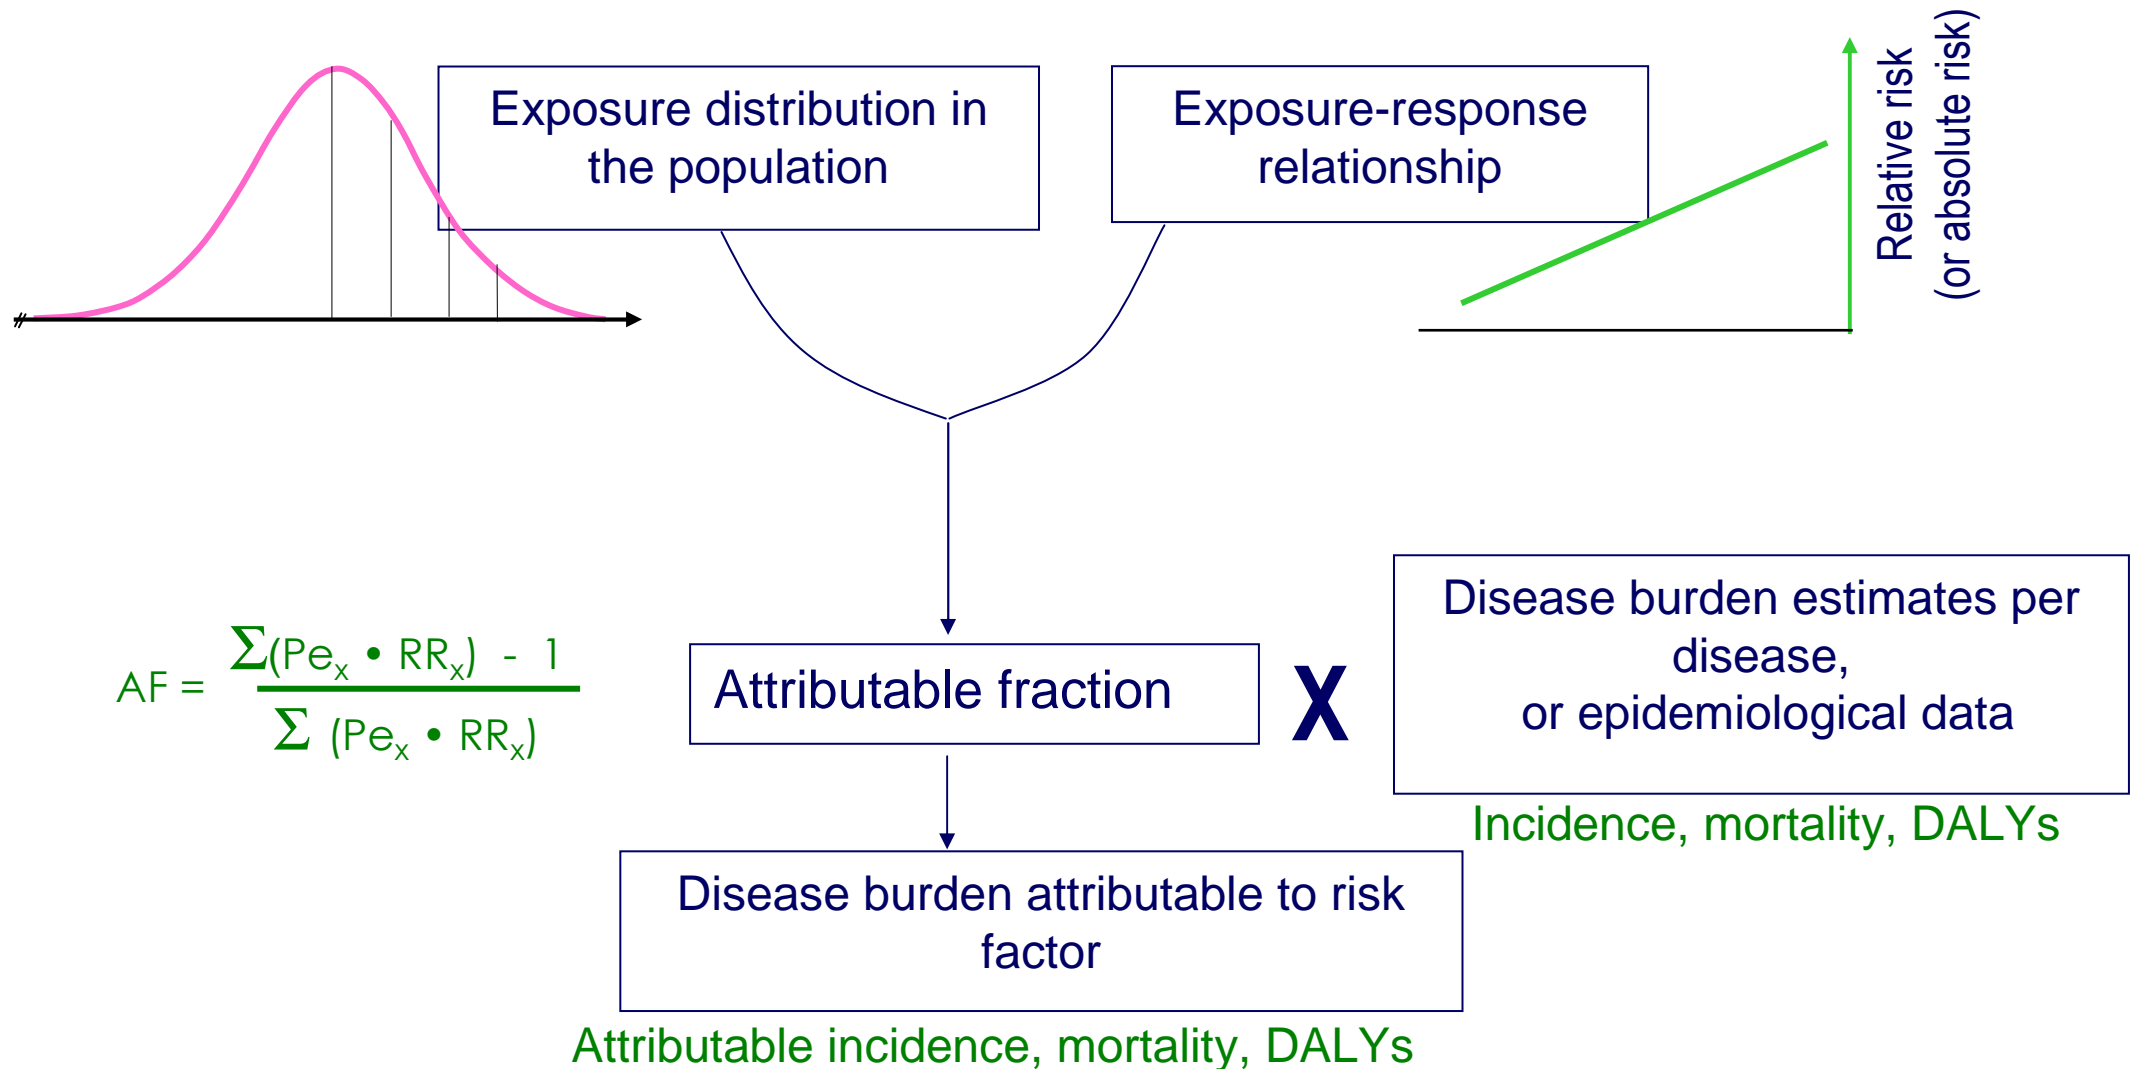 Exposure distribution in
the population
Exposure-response
relationship
Relative risk
(or absolute risk)
AF = Σ(Peₓ • RRₓ) - 1
Σ (Peₓ • RRₓ)
Attributable fraction
X
Disease burden estimates per
disease,
or epidemiological data
Incidence, mortality, DALYs
Disease burden attributable to risk
factor
Attributable incidence, mortality, DALYs